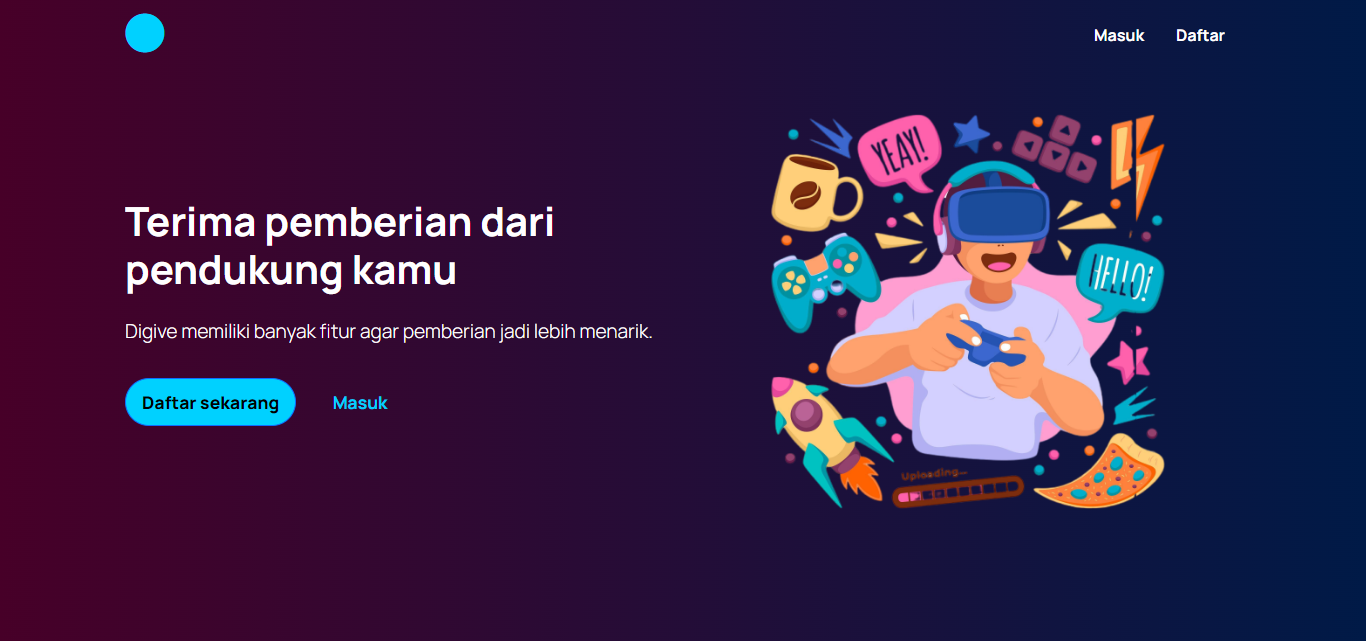 Masuk
Daftar
Terima pemberian dari
pendukung kamu
Digive memiliki banyak fitur agar pemberian jadi lebih menarik.
Daftar sekarang
Masuk
YEAY!
HELLO!
Uploading...